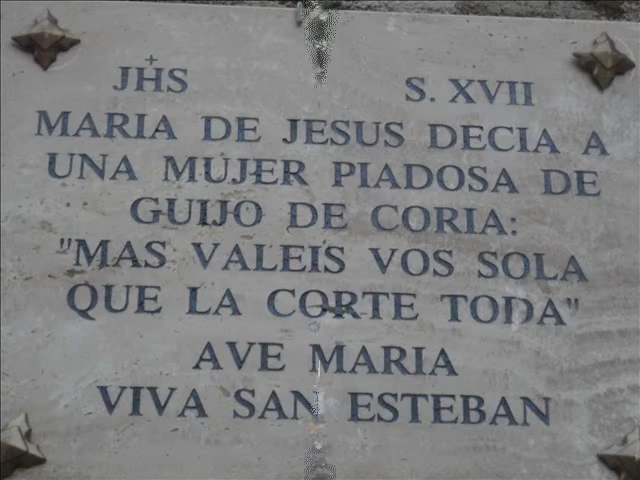 JHS S. XVII
MARIA DE JESUS DECIA A
UNA MUJER PIADOSA DE
GUIJO DE CORIA:
"MAS VALEIS VOS SOLA
QUE LA CORTE TODA"
AVE MARIA
VIVA SAN ESTEBAN